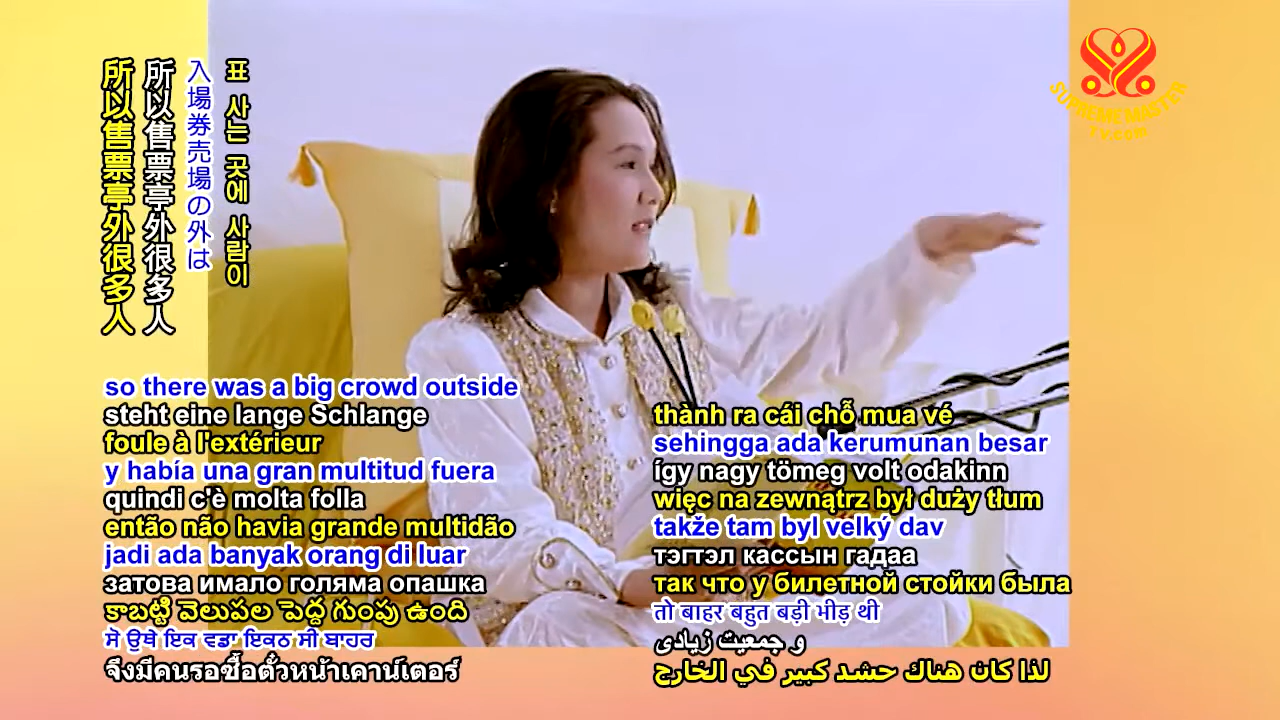 所以售票亭外很多人
所以售票亭外很多人
入場券売場の外は
표 사는 곳에 사람이
SUPREME MASTER
TV.COM
so there was a big crowd outside
steht eine lange Schlange
foule à l'extérieur
y había una gran multitud fuera
quindi c'è molta folla
então não havia grande multidão
jadi ada banyak orang di luar
затова имало голяма опашка
కాబట్టి వెలుపల పెద్ద గుంపు ఉంది
ਸੋ ਉਥੇ ਇਕ ਵਡਾ ਇਕਠ ਸੀ ਬਾਹਰ
จึงมีคนรอซื้อตั๋วหน้าเคาน์เตอร์
thành ra cái chỗ mua vé
sehingga ada kerumunan besar
így nagy tömeg volt odakinn
więc na zewnątrz był duży tłum
takže tam byl velký dav
тэгтэл кассын гадаа
так что у билетной стойки была
तो बाहर बहुत बड़ी भीड़ थी
و جمعیت زیادی
لذا كان هناك حشد كبير في الخارج